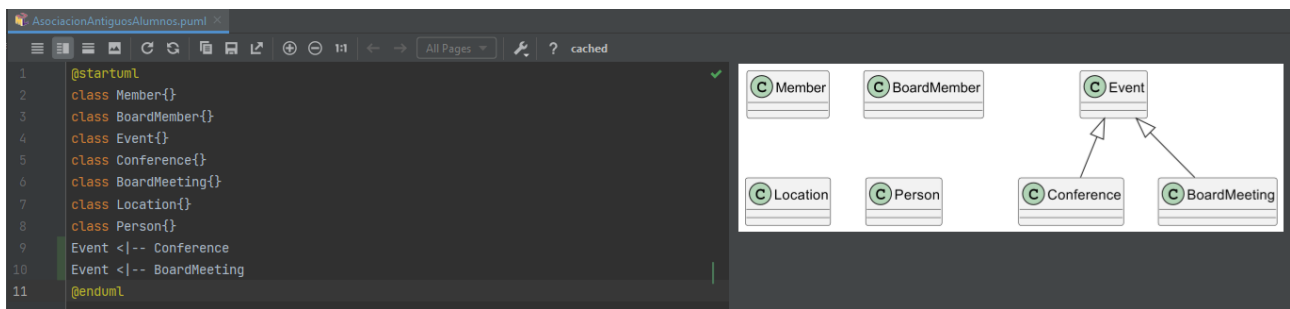 AsociacionAntiguosAlumnos.puml ×
1:1 All Pages ? cached
1 @startuml
2 class Member{}
3 class BoardMember{}
4 class Event{}
5 class Conference{}
6 class BoardMeeting{}
7 class Location{}
8 class Person{}
9 Event <|-- Conference
10 Event <|-- BoardMeeting
11 @enduml
C Member C BoardMember C Event
C Location C Person C Conference C BoardMeeting